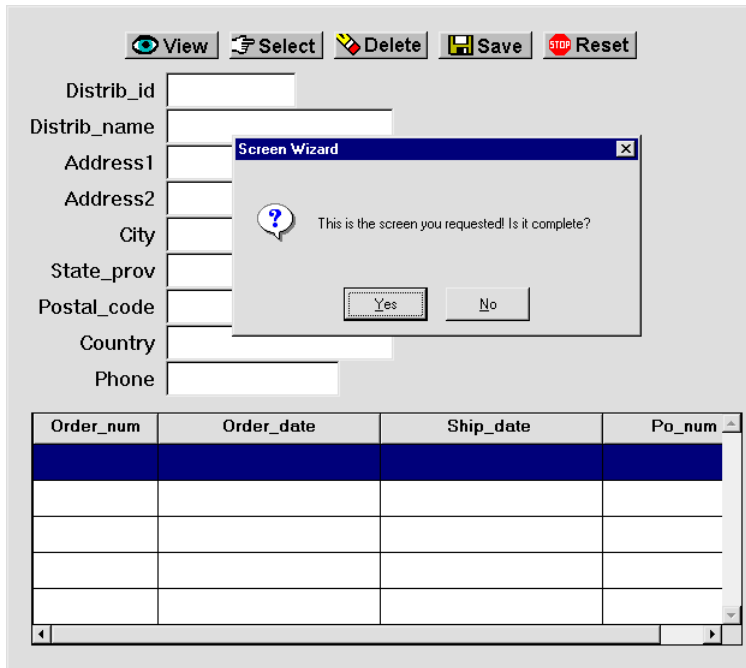 View Select Delete Save STOP Reset
Distrib_id
Distrib_name
Screen Wizard
Address1
Address2
This is the screen you requested! Is it complete?
City
State_prov
Postal_code
Yes No
Country
Phone
Order_num Order_date Ship_date Po_num